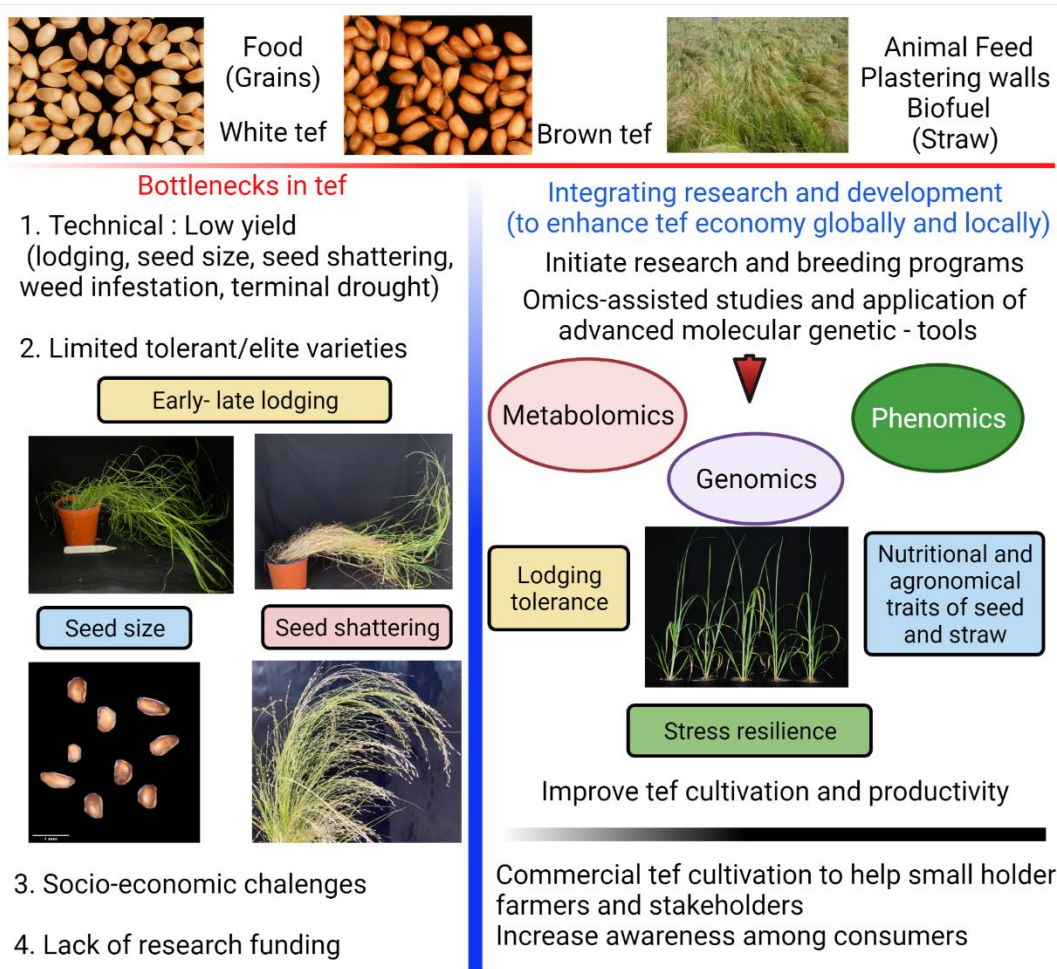 Food
(Grains)
White tef
Brown tef
Animal Feed
Plastering walls
Biofuel
(Straw)
Bottlenecks in tef
1. Technical : Low yield
(lodging, seed size, seed shattering,
weed infestation, terminal drought)
2. Limited tolerant/elite varieties
Early- late lodging
Seed size
Seed shattering
1 mm
3. Socio-economic chalenges
4. Lack of research funding
Integrating research and development
(to enhance tef economy globally and locally)
Initiate research and breeding programs
Omics-assisted studies and application of
advanced molecular genetic - tools
Metabolomics
Genomics
Phenomics
Lodging
tolerance
Nutritional and
agronomical
traits of seed
and straw
Stress resilience
Improve tef cultivation and productivity
Commercial tef cultivation to help small holder
farmers and stakeholders
Increase awareness among consumers